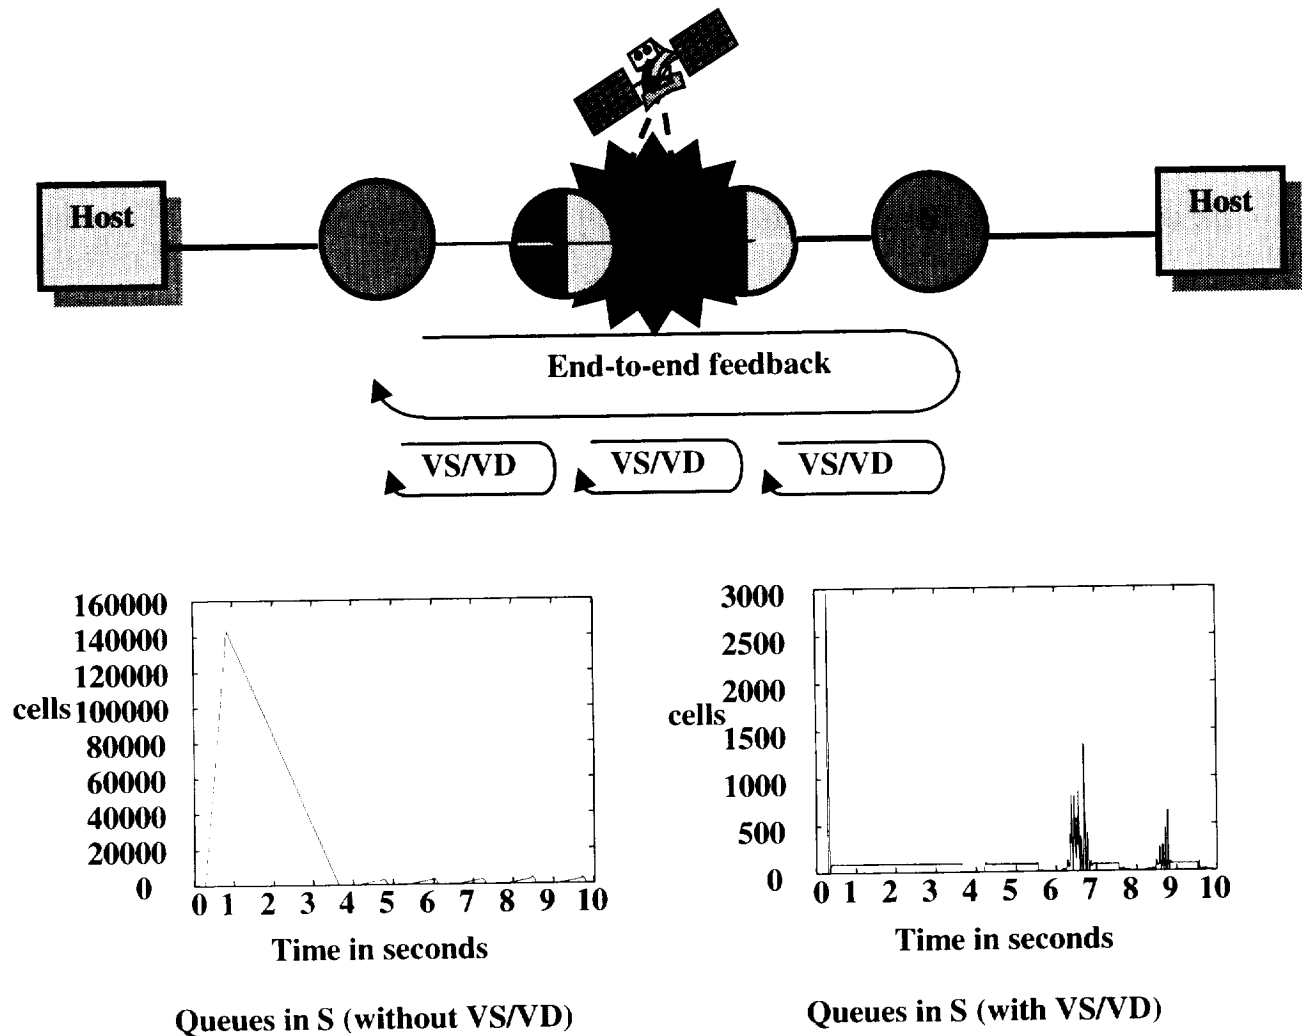 Host
S
Host
End-to-end feedback
VS/VD
VS/VD
VS/VD
160000
140000
120000
cells 100000
80000
60000
40000
20000
0
0 1 2 3 4 5 6 7 8 9 10
Time in seconds
Queues in S (without VS/VD)
3000
2500
2000
cells
1500
1000
500
0
0 1 2 3 4 5 6 7 8 9 10
Time in seconds
Queues in S (with VS/VD)